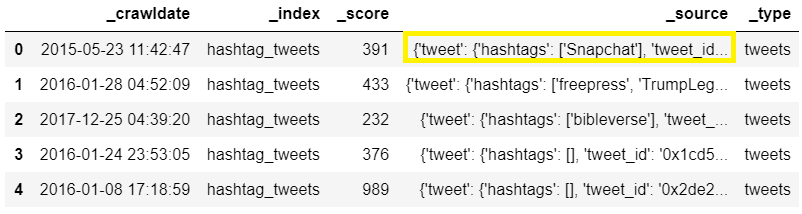 _crawldate _index _score _source _type
0 2015-05-23 11:42:47 hashtag_tweets 391 {'tweet': {'hashtags': ['Snapchat'], 'tweet_id... tweets
1 2016-01-28 04:52:09 hashtag_tweets 433 {'tweet': {'hashtags': ['freepress', 'TrumpLeg... tweets
2 2017-12-25 04:39:20 hashtag_tweets 232 {'tweet': {'hashtags': ['bibleverse'], 'tweet_... tweets
3 2016-01-24 23:53:05 hashtag_tweets 376 {'tweet': {'hashtags': [], 'tweet_id': '0x1cd5... tweets
4 2016-01-08 17:18:59 hashtag_tweets 989 {'tweet': {'hashtags': [], 'tweet_id': '0x2de2... tweets